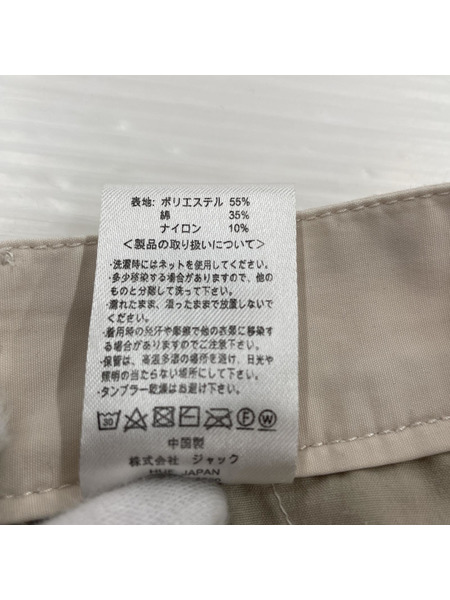 表地: ポリエステル 55%
綿 35%
ナイロン 10%
＜製品の取り扱いについて＞
・洗濯時にはネットを使用してください。
・多少移染する場合がありますので、他の
ものと分別して洗って下さい。
・濡れたまま、湿ったままで放置しないで
ください。
・着用時の発汗や摩擦で他の衣類に移染す
る場合がありますのでご注意下さい。
・保管は、高温多湿の場所を避け、日光や
照明の当たらない場所にして下さい。
・タンブラー乾燥はお避け下さい。
30 F W
中国製
株式会社 ジャック
JAPAN